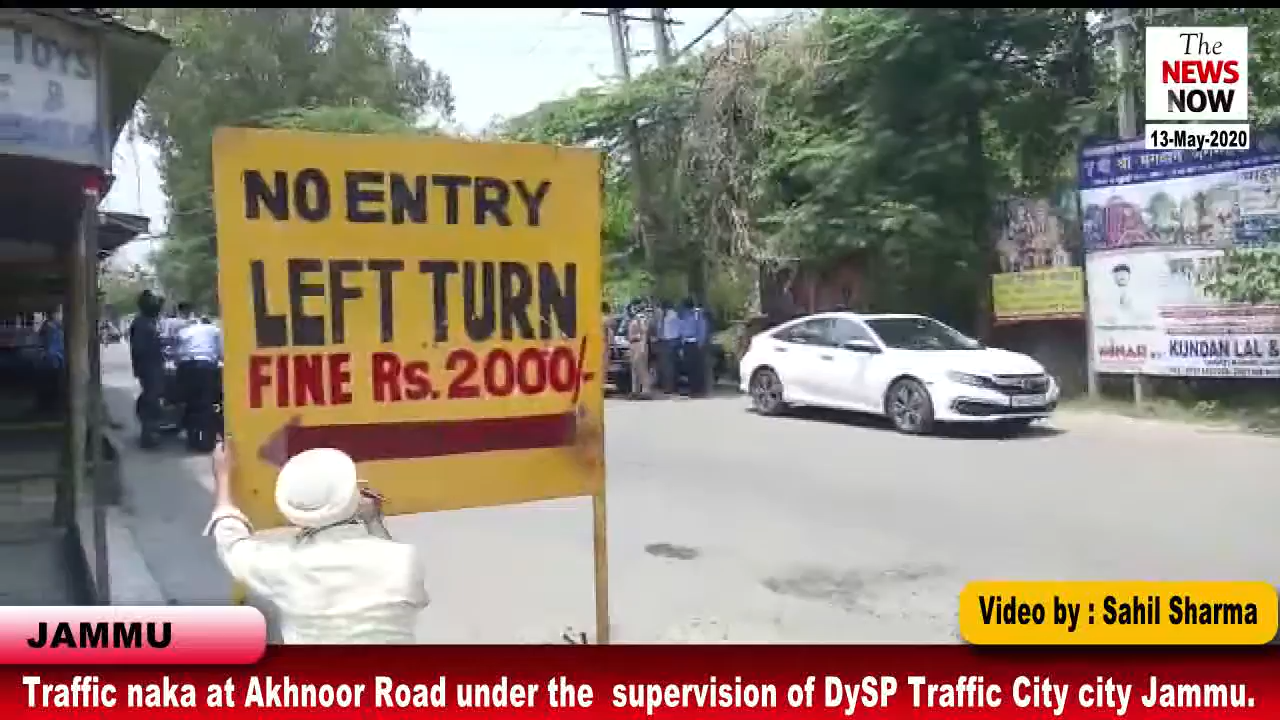 TOYS
The
NEWS
NOW
13-May-2020
NO ENTRY
LEFT TURN
FINE Rs. 2000/-
KUNDAN LAL &
Video by : Sahil Sharma
JAMMU
Traffic naka at Akhnoor Road under the supervision of DySP Traffic City city Jammu.